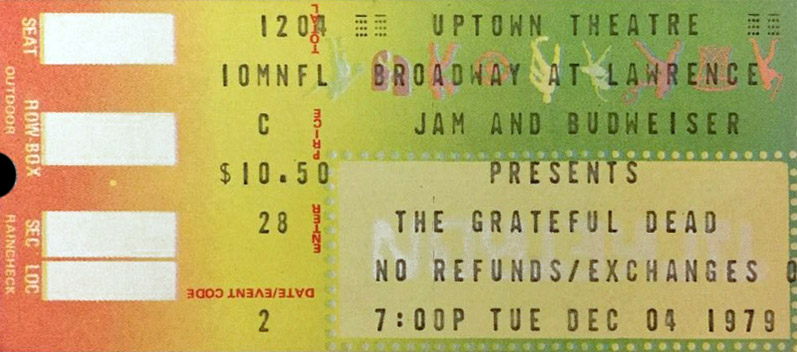 1204 UPTOWN THEATRE
10MNFL BROADWAY AT LAWRENCE
C JAM AND BUDWEISER
$10.50 PRESENTS
28 THE GRATEFUL DEAD
NO REFUNDS/EXCHANGES 0
2 7:00P TUE DEC 04 1979
SEAT
ROW-BOX
SEC LOC
OUTDOOR
RAINCHECK
TOTAL
PRICE
ENTER
DATE/EVENT CODE